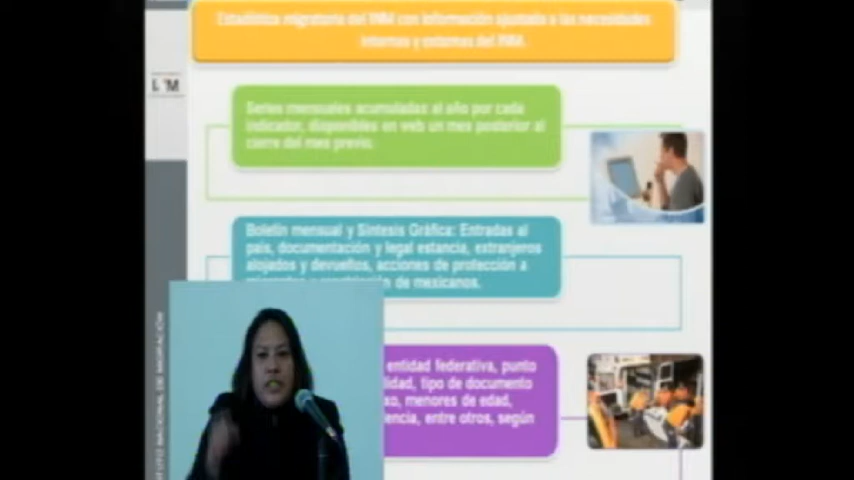 Estadística migratoria del INM con información ajustada a las necesidades
internas y externas del INM.
Series mensuales acumuladas al año por cada
indicador, disponibles en web un mes posterior al
cierre del mes previo;
Boletín mensual y Síntesis Gráfica: Entradas al
país, documentación y legal estancia, extranjeros
alojados y devueltos, acciones de protección a
de mexicanos.
entidad federativa, punto
tipo de documento
menores de edad,
entre otros, según